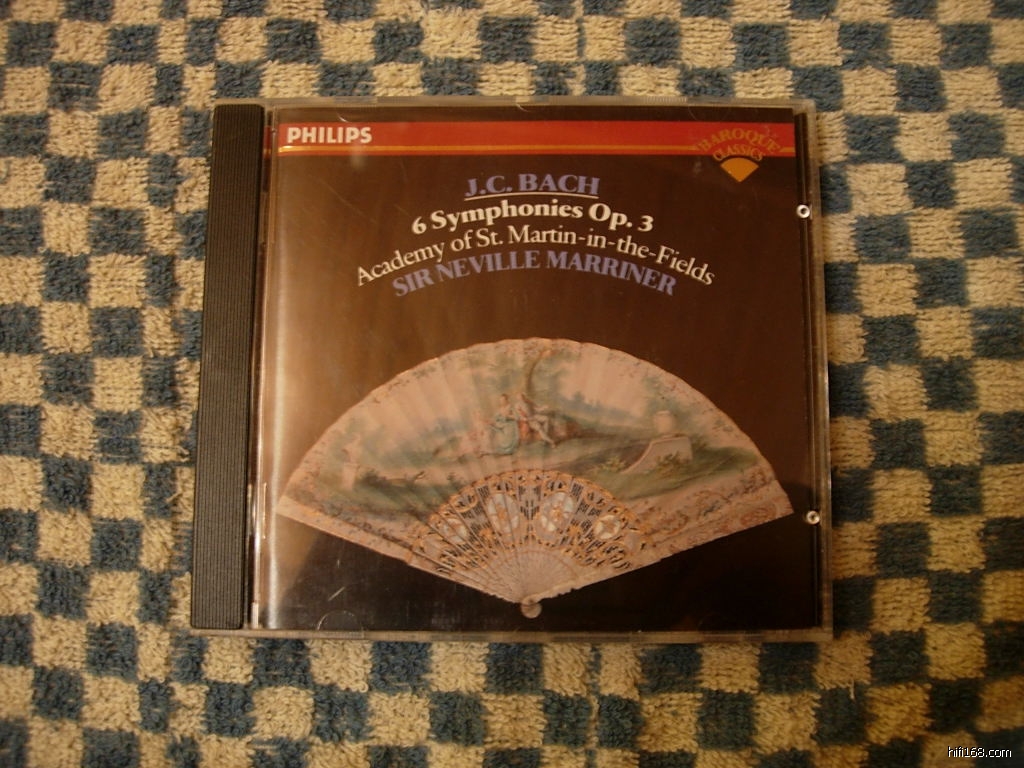 PHILIPS
BAROQUE
CLASSICS
J.C. BACH
6 Symphonies Op. 3
Academy of St. Martin-in-the-Fields
SIR NEVILLE MARRINER
hifi168.com